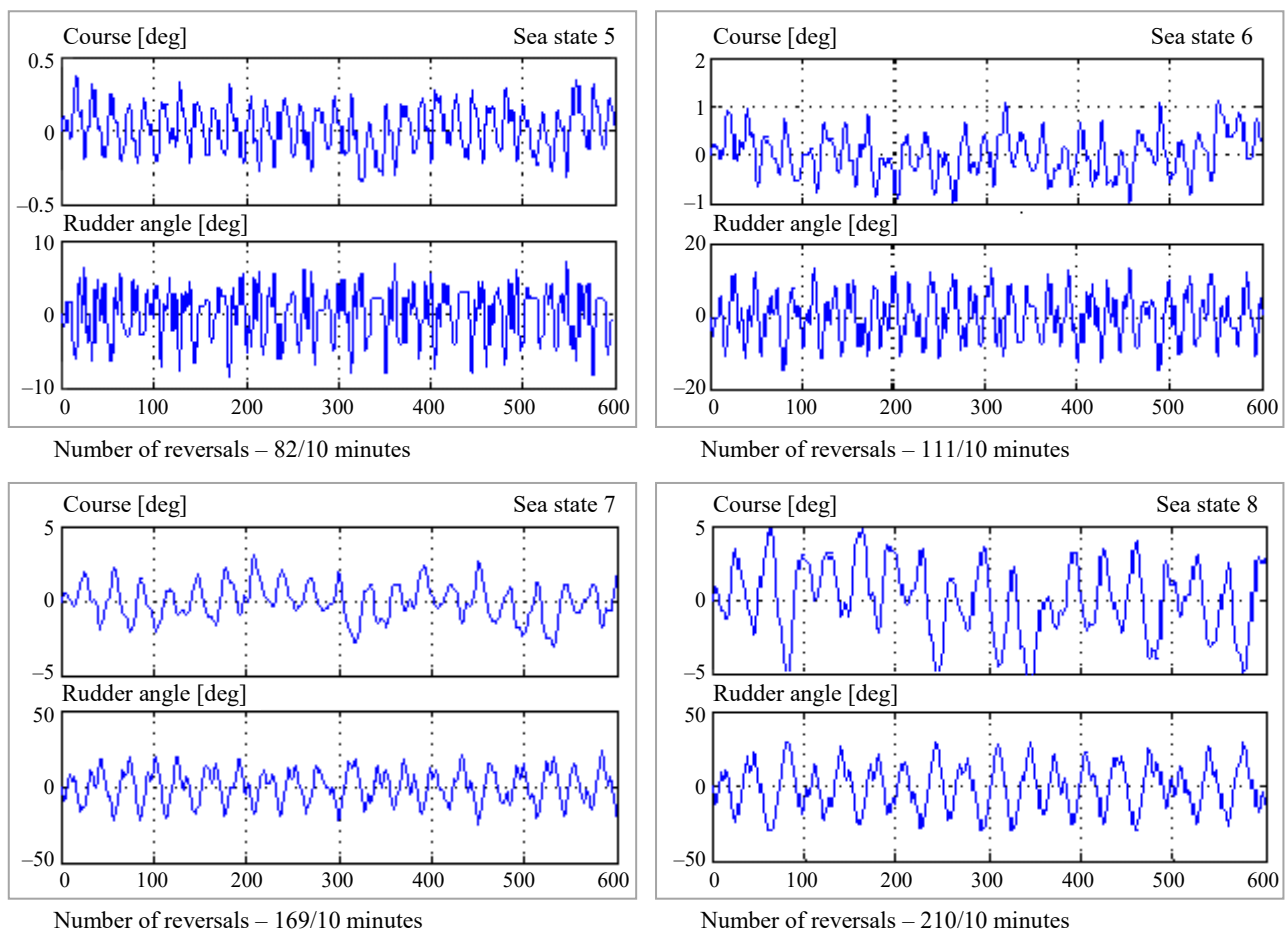 Course [deg] Sea state 5
0.5
0
–0.5
Rudder angle [deg]
10
0
–10
0 100 200 300 400 500 600
Number of reversals – 82/10 minutes
Course [deg] Sea state 6
2
1
0
–1
Rudder angle [deg]
20
0
–20
0 100 200 300 400 500 600
Number of reversals – 111/10 minutes
Course [deg] Sea state 7
5
0
–5
Rudder angle [deg]
50
0
–50
0 100 200 300 400 500 600
Number of reversals – 169/10 minutes
Course [deg] Sea state 8
5
0
–5
Rudder angle [deg]
50
0
–50
0 100 200 300 400 500 600
Number of reversals – 210/10 minutes